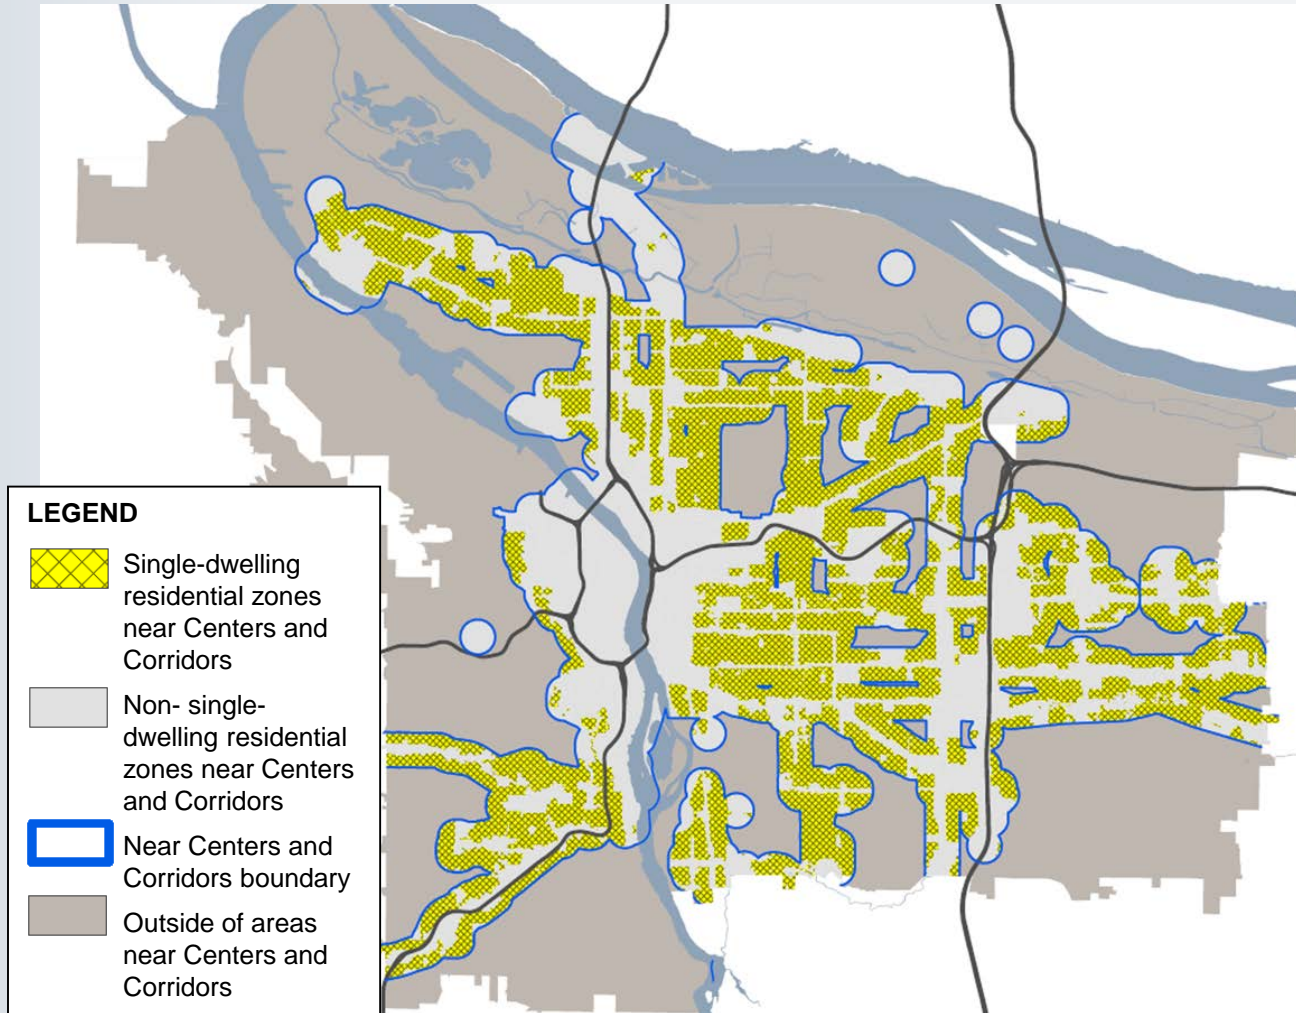 LEGEND
Single-dwelling
residential zones
near Centers and
Corridors
Non- single-
dwelling residential
zones near Centers
and Corridors
Near Centers and
Corridors boundary
Outside of areas
near Centers and
Corridors